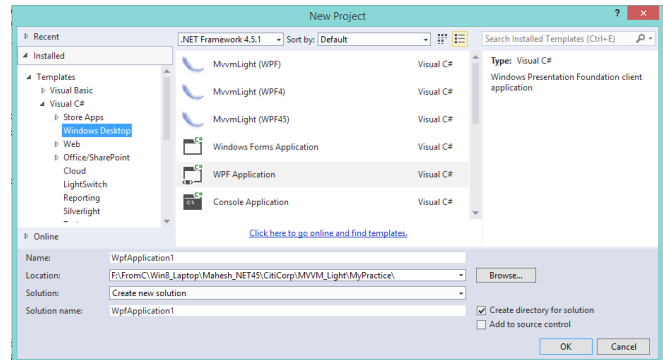 New Project
? ×
Recent
.NET Framework 4.5.1 Sort by: Default
Search Installed Templates (Ctrl+E)
Installed
Templates
Visual Basic
Visual C#
Store Apps
Windows Desktop
Web
Office/SharePoint
Cloud
LightSwitch
Reporting
Silverlight
Online
MvvmLight (WPF) Visual C#
MvvmLight (WPF4) Visual C#
MvvmLight (WPF45) Visual C#
Windows Forms Application Visual C#
WPF Application Visual C#
Console Application Visual C#
Click here to go online and find templates.
Type: Visual C#
Windows Presentation Foundation client
application
Name: WpfApplication1
Location: F:\FromC\Win8_Laptop\Mahesh_NET45\CitiCorp\MVVM_Light\MyPractice\ Browse...
Solution: Create new solution
Solution name: WpfApplication1
Create directory for solution
Add to source control
OK Cancel